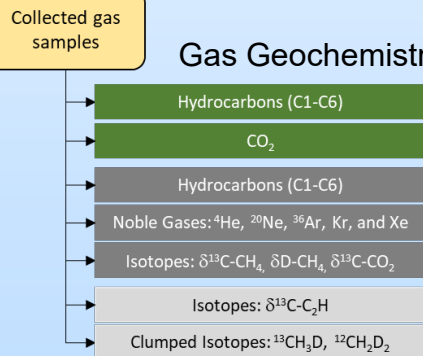 Collected gas
samples
Gas Geochemistr
Hydrocarbons (C1-C6)
CO₂
Hydrocarbons (C1-C6)
Noble Gases: ⁴He, ²⁰Ne, ³⁶Ar, Kr, and Xe
Isotopes: δ¹³C-CH₄, δD-CH₄, δ¹³C-CO₂
Isotopes: δ¹³C-C₂H
Clumped Isotopes: ¹³CH₃D, ¹²CH₂D₂